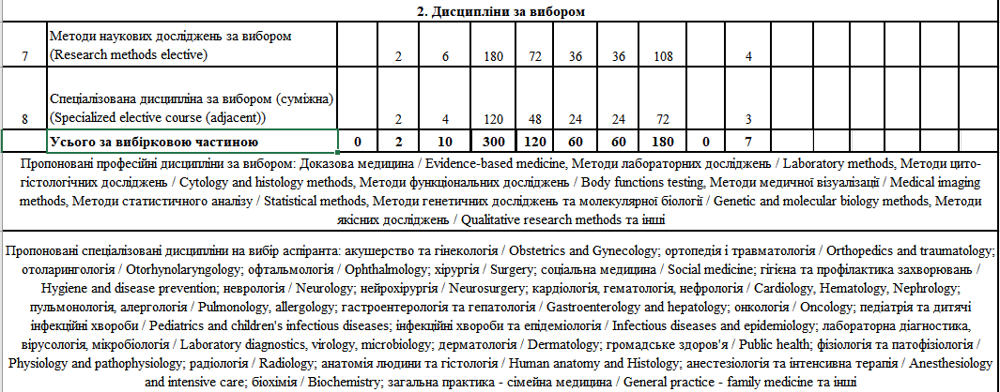 2. Дисципліни за вибором
Методи наукових досліджень за вибором
7 (Research methods elective) 2 6 180 72 36 36 108 4
Спеціалізована дисципліна за вибором (суміжна)
8 (Specialized elective course (adjacent)) 2 4 120 48 24 24 72 3
Усього за вибірковою частиною 0 2 10 300 120 60 60 180 0 7
Пропоновані професійні дисципліни за вибором: Доказова медицина / Evidence-based medicine, Методи лабораторних досліджень / Laboratory methods, Методи цито-
гістологічних досліджень / Cytology and histology methods, Методи функціональних досліджень / Body functions testing, Методи медичної візуалізації / Medical imaging
methods, Методи статистичного аналізу / Statistical methods, Методи генетичних досліджень та молекулярної біології / Genetic and molecular biology methods, Методи
якісних досліджень / Qualitative research methods та інші
Пропоновані спеціалізовані дисципліни на вибір аспіранта: акушерство та гінекологія / Obstetrics and Gynecology; ортопедія і травматологія / Orthopedics and traumatology;
отоларингологія / Otorhynolaryngology; офтальмологія / Ophthalmology; хірургія / Surgery; соціальна медицина / Social medicine; гігієна та профілактика захворювань /
Hygiene and disease prevention; неврологія / Neurology; нейрохірургія / Neurosurgery; кардіологія, гематологія, нефрологія / Cardiology, Hematology, Nephrology;
пульмонологія, алергологія / Pulmonology, allergology; гастроентерологія та гепатологія / Gastroenterology and hepatology; онкологія / Oncology; педіатрія та дитячі
інфекційні хвороби / Pediatrics and children's infectious diseases; інфекційні хвороби та епідеміологія / Infectious diseases and epidemiology; лабораторна діагностика,
вірусологія, мікробіологія / Laboratory diagnostics, virology, microbiology; дерматологія / Dermatology; громадське здоров'я / Public health; фізіологія та патофізіологія /
Physiology and pathophysiology; радіологія / Radiology; анатомія людини та гістологія / Human anatomy and Histology; анестезіологія та інтенсивна терапія / Anesthesiology
and intensive care; біохімія / Biochemistry; загальна практика - сімейна медицина / General practice - family medicine та інші